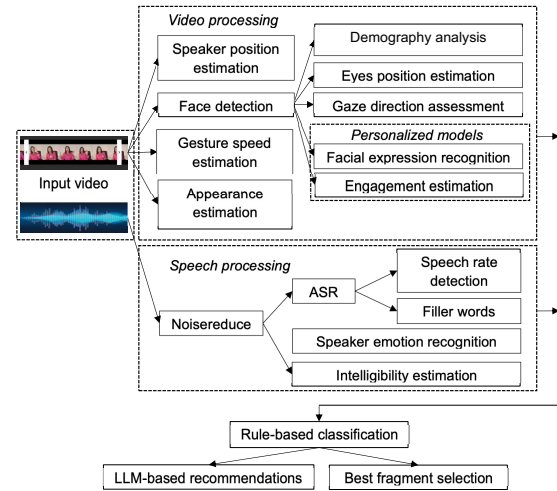 Video processing
Speaker position
estimation
Face detection
Gesture speed
estimation
Appearance
estimation
Demography analysis
Eyes position estimation
Gaze direction assessment
Personalized models
Facial expression recognition
Engagement estimation
Input video
Speech processing
Noisereduce
ASR
Speech rate
detection
Filler words
Speaker emotion recognition
Intelligibility estimation
Rule-based classification
LLM-based recommendations
Best fragment selection